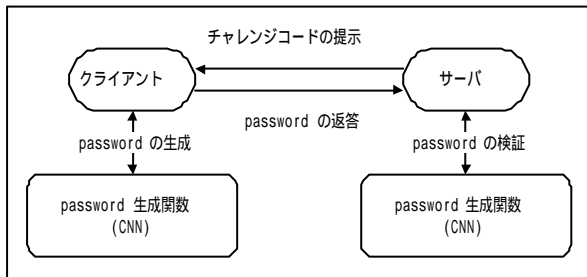 チャレンジコードの提示
クライアント
サーバ
password の返答
password の生成
password の検証
password 生成関数
(CNN)
password 生成関数
(CNN)